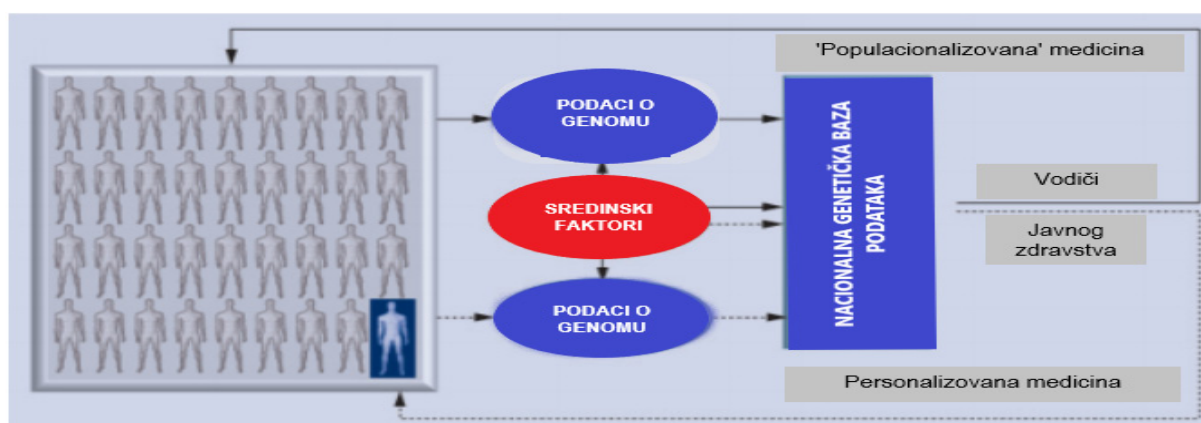 'Populacionalizovana' medicina
PODACI O
GENOMU
SREDINSKI
FAKTORI
PODACI O
GENOMU
NACIONALNA GENETIČKA BAZA
PODATAKA
Vodiči
Javnog
zdravstva
Personalizovana medicina